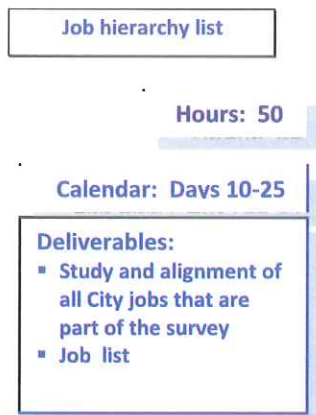 Job hierarchy list
Hours: 50
Calendar: Days 10-25
Deliverables:
▪ Study and alignment of
all City jobs that are
part of the survey
▪ Job list